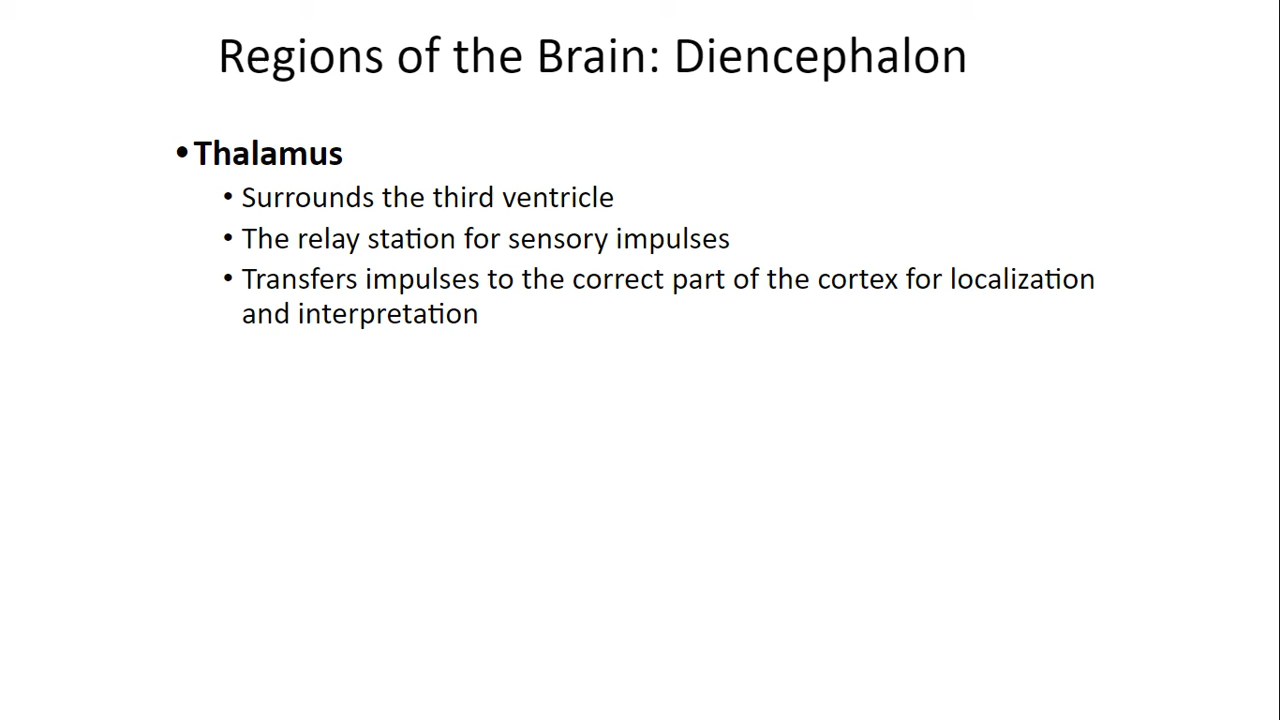 Regions of the Brain: Diencephalon
•Thalamus
• Surrounds the third ventricle
• The relay station for sensory impulses
• Transfers impulses to the correct part of the cortex for localization
and interpretation